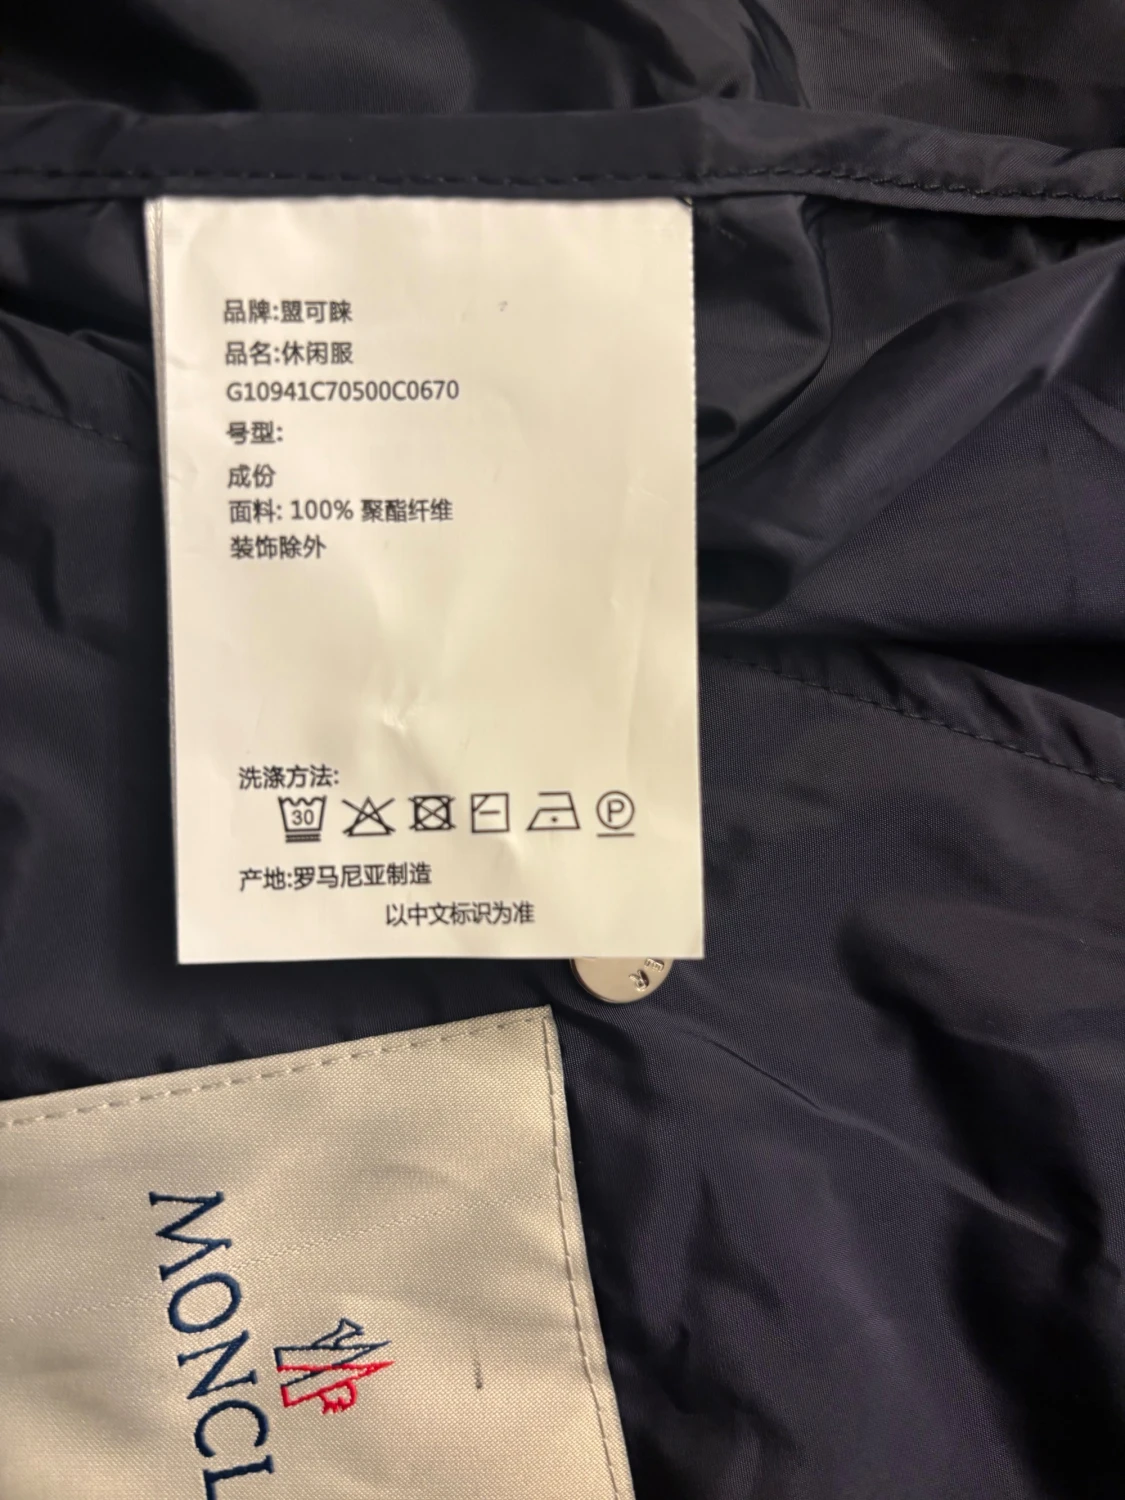 品牌:盟可睐
品名:休闲服
G10941C70500C0670
号型:
成份
面料: 100% 聚酯纤维
装饰除外
洗涤方法:
30 P
产地:罗马尼亚制造
以中文标识为准
ER
MONCL